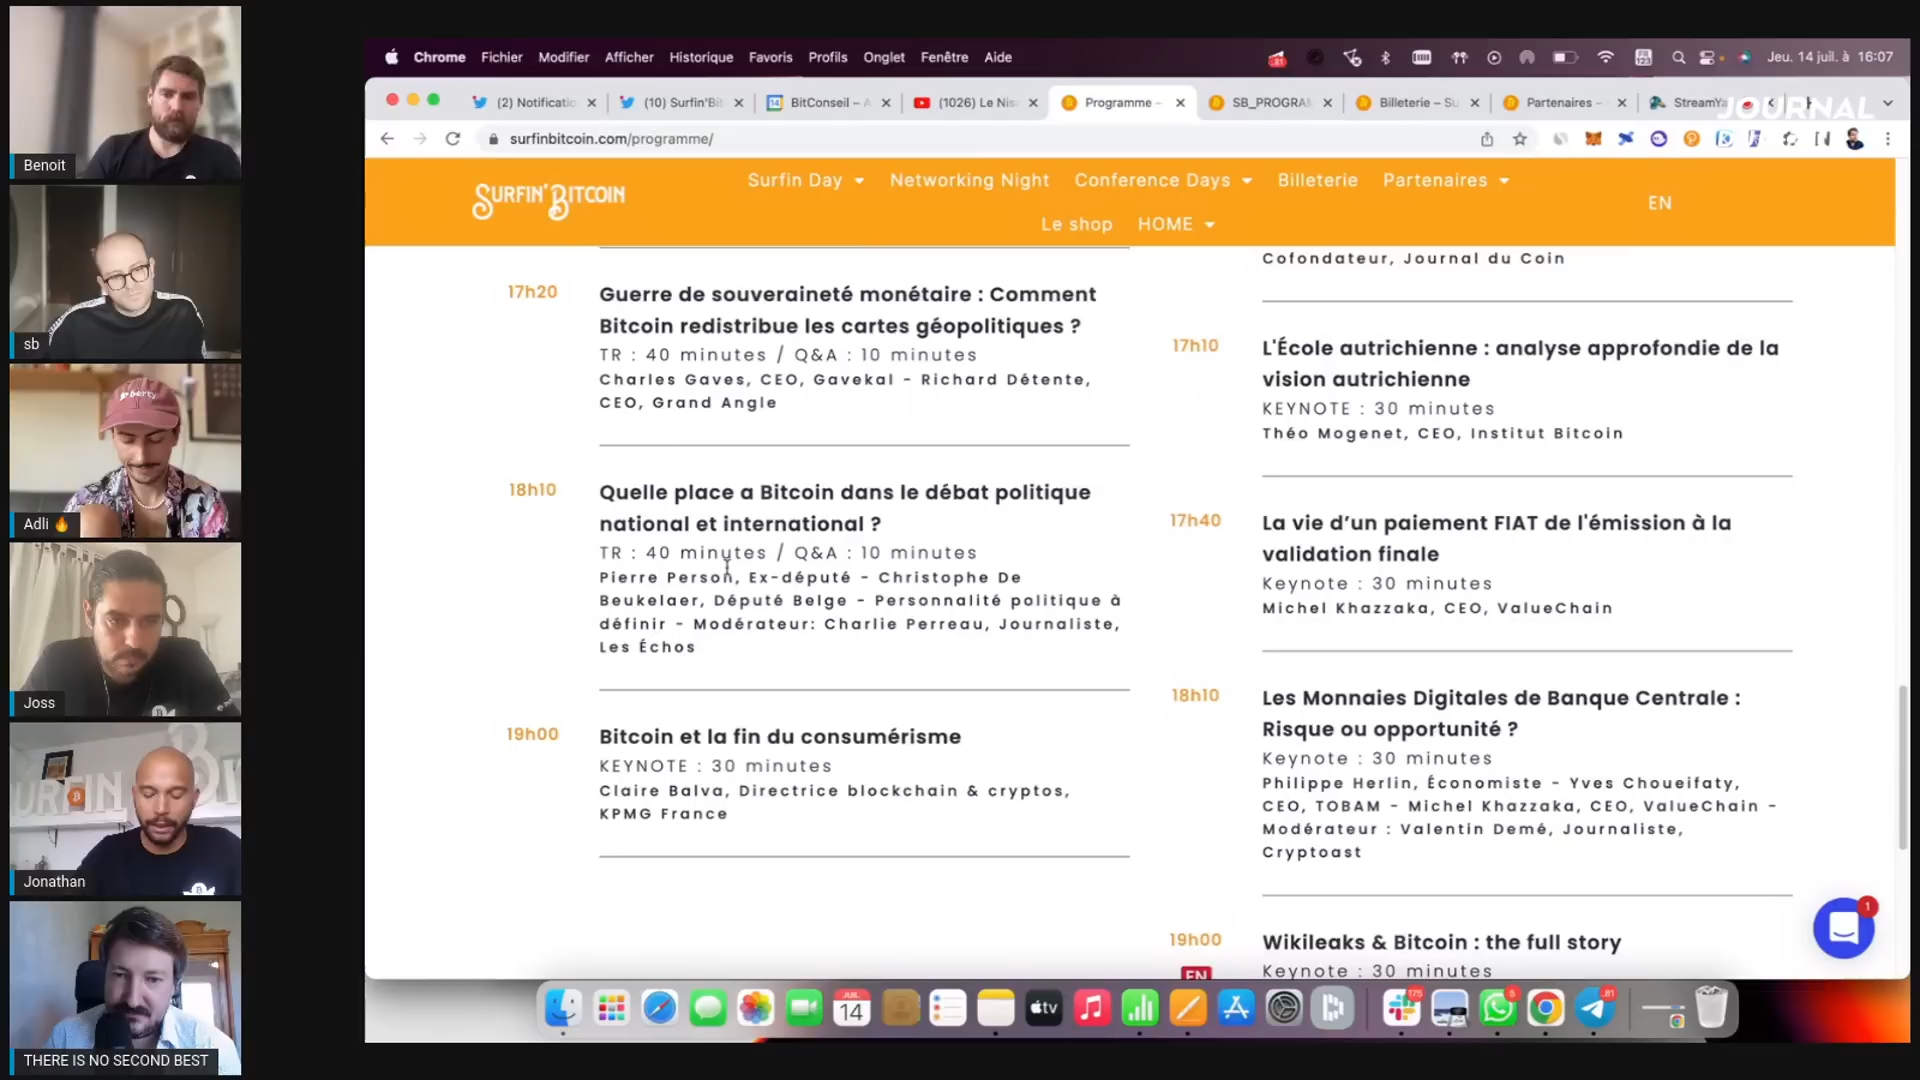 Benoit
sb
Adli 🔥
Joss
Jonathan
THERE IS NO SECOND BEST
Chrome Fichier Modifier Afficher Historique Favoris Profils Onglet Fenêtre Aide
Jeu. 14 juil. à 16:07
(2) Notificatio
(10) Surfin'Bi
BitConseil – A
(1026) Le Nis
Programme –
SB_PROGRA
Billeterie – Su
Partenaires –
StreamYa
JOURNAL
surfinbitcoin.com/programme/
SURFIN' BITCOIN
Surfin Day
Networking Night
Conference Days
Billeterie
Partenaires
Le shop
HOME
EN
17h20
Guerre de souveraineté monétaire : Comment
Bitcoin redistribue les cartes géopolitiques ?
TR : 40 minutes / Q&A : 10 minutes
Charles Gaves, CEO, Gavekal - Richard Détente,
CEO, Grand Angle
18h10
Quelle place a Bitcoin dans le débat politique
national et international ?
TR : 40 minutes / Q&A : 10 minutes
Pierre Person, Ex-député - Christophe De
Beukelaer, Député Belge - Personnalité politique à
définir - Modérateur: Charlie Perreau, Journaliste,
Les Échos
19h00
Bitcoin et la fin du consumérisme
KEYNOTE : 30 minutes
Claire Balva, Directrice blockchain & cryptos,
KPMG France
Cofondateur, Journal du Coin
17h10
L'École autrichienne : analyse approfondie de la
vision autrichienne
KEYNOTE : 30 minutes
Théo Mogenet, CEO, Institut Bitcoin
17h40
La vie d’un paiement FIAT de l'émission à la
validation finale
Keynote : 30 minutes
Michel Khazzaka, CEO, ValueChain
18h10
Les Monnaies Digitales de Banque Centrale :
Risque ou opportunité ?
Keynote : 30 minutes
Philippe Herlin, Économiste - Yves Choueifaty,
CEO, TOBAM - Michel Khazzaka, CEO, ValueChain -
Modérateur : Valentin Demé, Journaliste,
Cryptoast
19h00
EN
Wikileaks & Bitcoin : the full story
Keynote : 30 minutes
1
JUIL.
14
tv
175
5
81